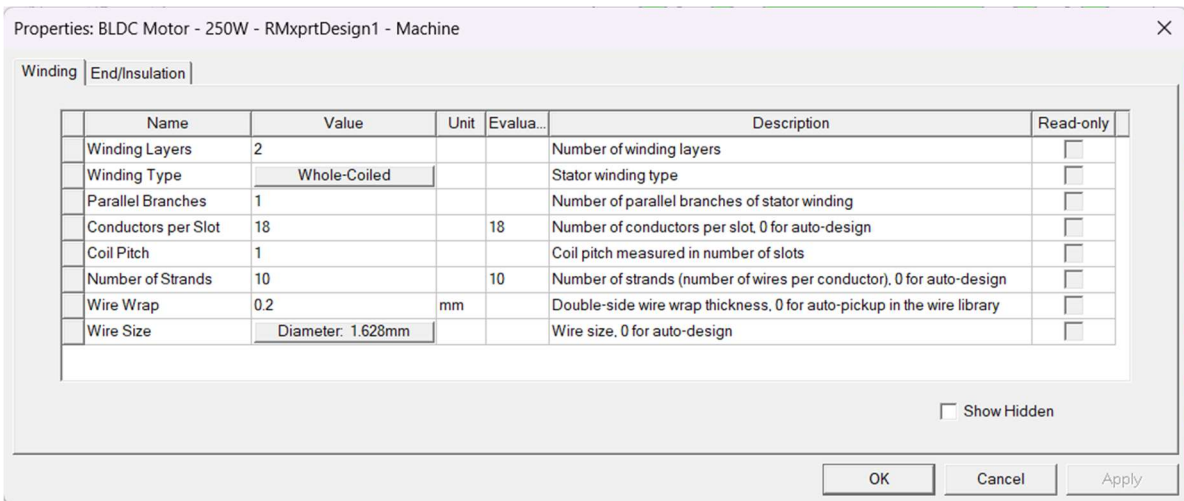 Properties: BLDC Motor - 250W - RMxprtDesign1 - Machine
Winding End/Insulation
Name Value Unit Evalua... Description Read-only
Winding Layers 2 Number of winding layers
Winding Type Whole-Coiled Stator winding type
Parallel Branches 1 Number of parallel branches of stator winding
Conductors per Slot 18 18 Number of conductors per slot, 0 for auto-design
Coil Pitch 1 Coil pitch measured in number of slots
Number of Strands 10 10 Number of strands (number of wires per conductor), 0 for auto-design
Wire Wrap 0.2 mm Double-side wire wrap thickness, 0 for auto-pickup in the wire library
Wire Size Diameter: 1.628mm Wire size, 0 for auto-design
Show Hidden
OK Cancel Apply